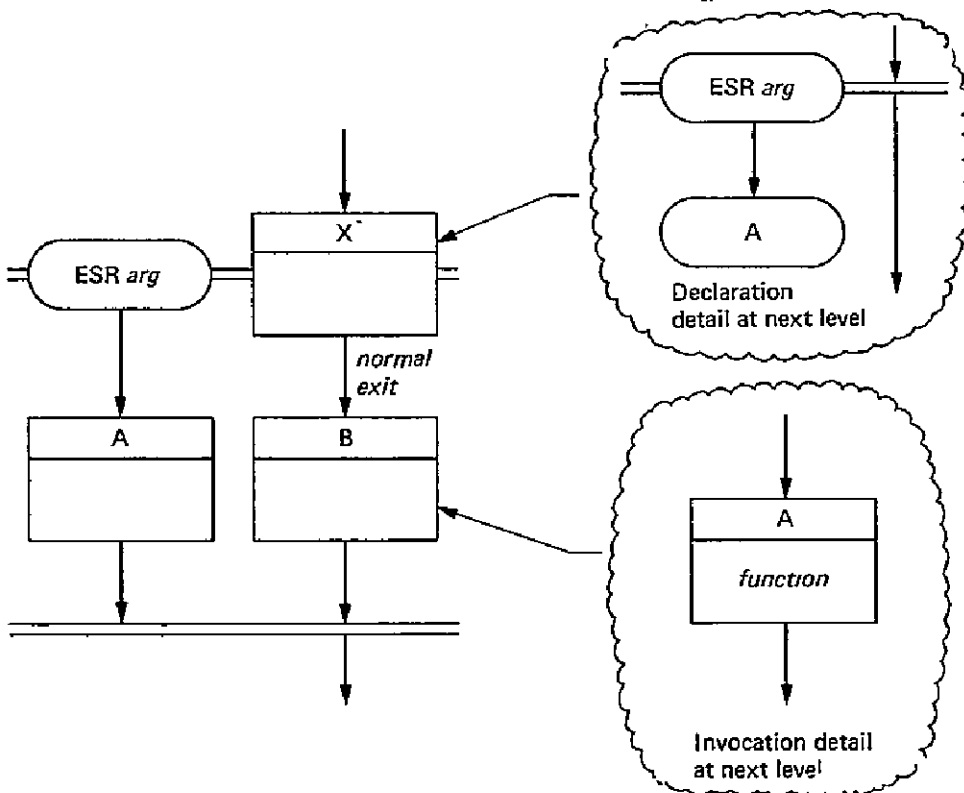 ESR arg
X
normal
exit
A
B
ESR arg
A
Declaration
detail at next level
A
function
Invocation detail
at next level